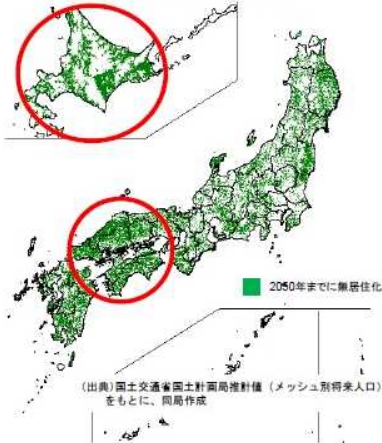 2050年までに無居住化
(出典)国土交通省国土計画局推計値(メッシュ別将来人口)
をもとに、同局作成